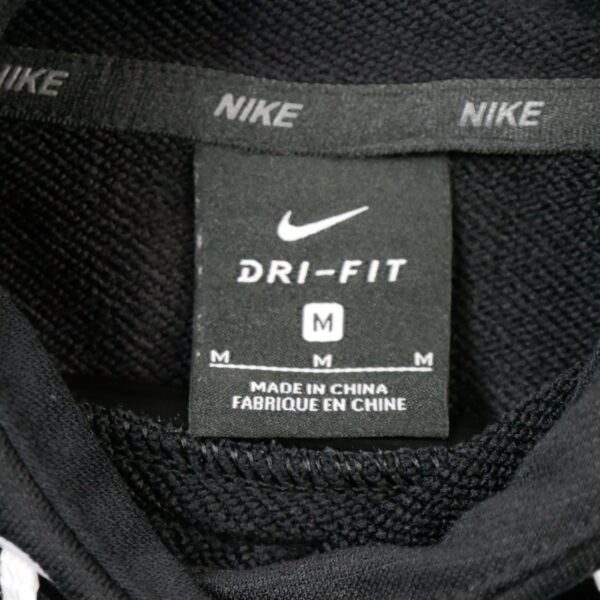 NIKE NIKE NIKE
DRI-FIT
M
M M M
MADE IN CHINA
FABRIQUE EN CHINE